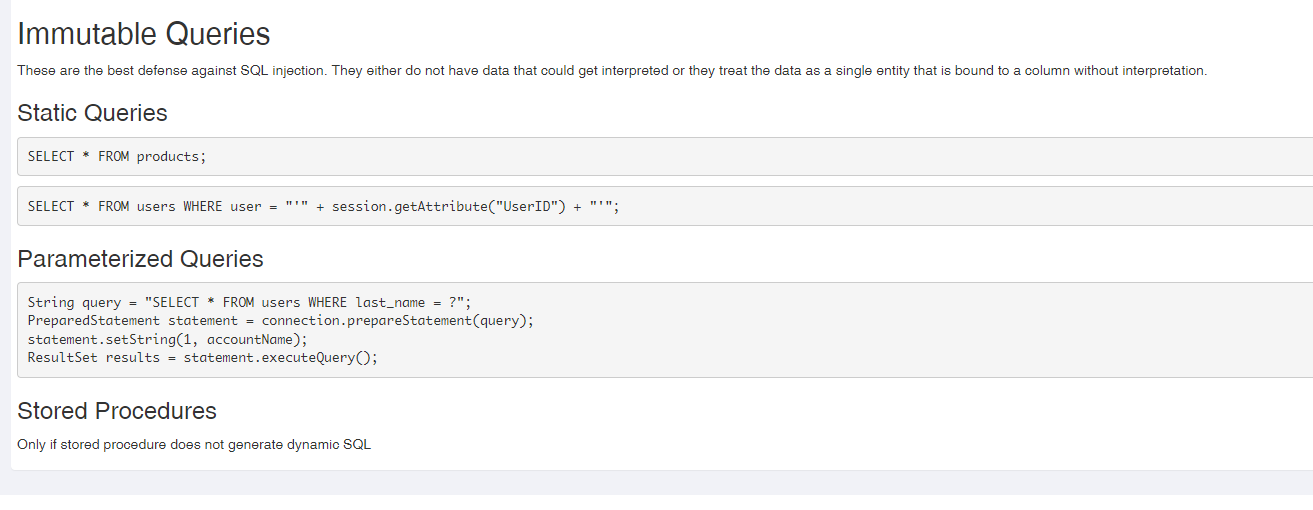 Immutable Queries
These are the best defense against SQL injection. They either do not have data that could get interpreted or they treat the data as a single entity that is bound to a column without interpretation.
Static Queries
SELECT * FROM products;
SELECT * FROM users WHERE user = "'" + session.getAttribute("UserID") + "'";
Parameterized Queries
String query = "SELECT * FROM users WHERE last_name = ?";
PreparedStatement statement = connection.prepareStatement(query);
statement.setString(1, accountName);
ResultSet results = statement.executeQuery();
Stored Procedures
Only if stored procedure does not generate dynamic SQL